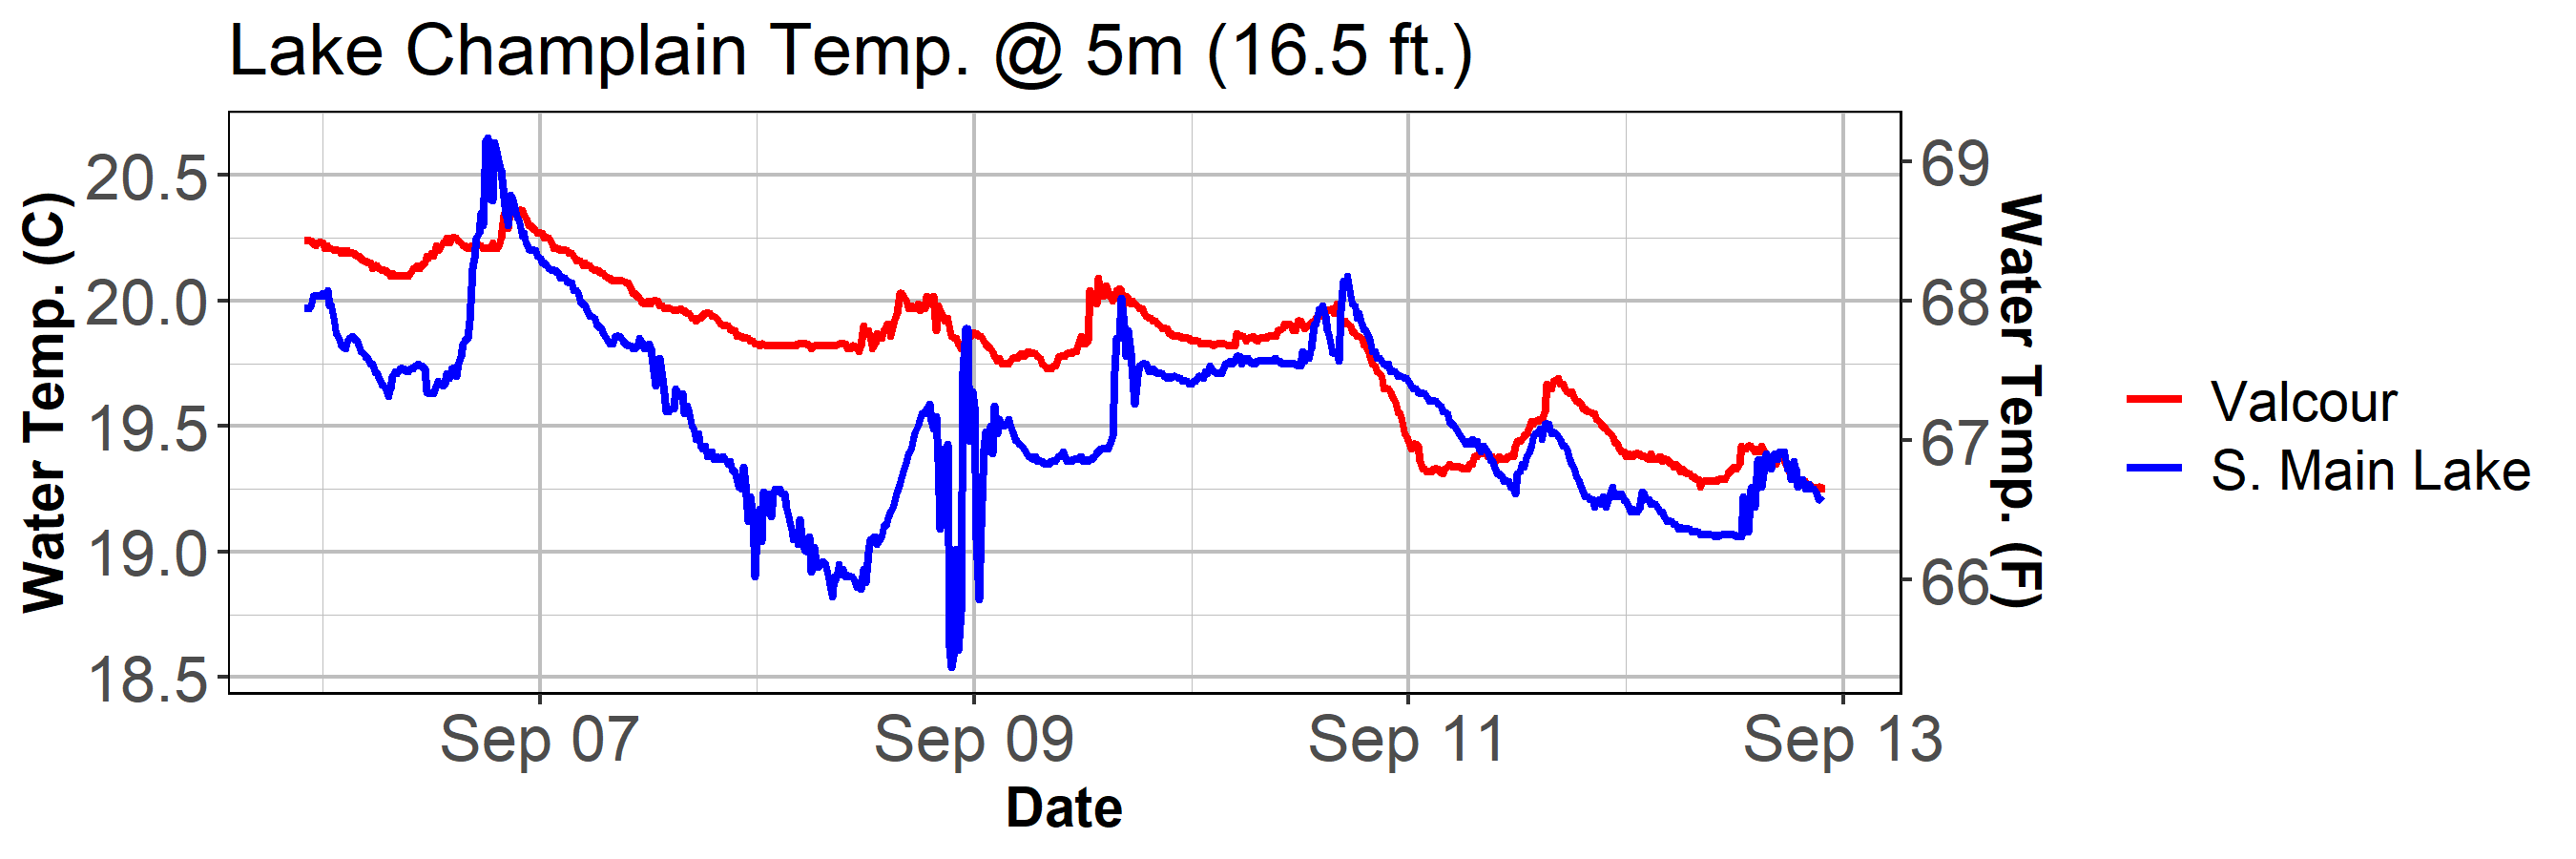 Lake Champlain Temp. @ 5m (16.5 ft.)
Water Temp. (C)
20.5
20.0
19.5
19.0
18.5
69
68
67
66
Water Temp. (F)
Sep 07
Sep 09
Sep 11
Sep 13
Date
Valcour
S. Main Lake